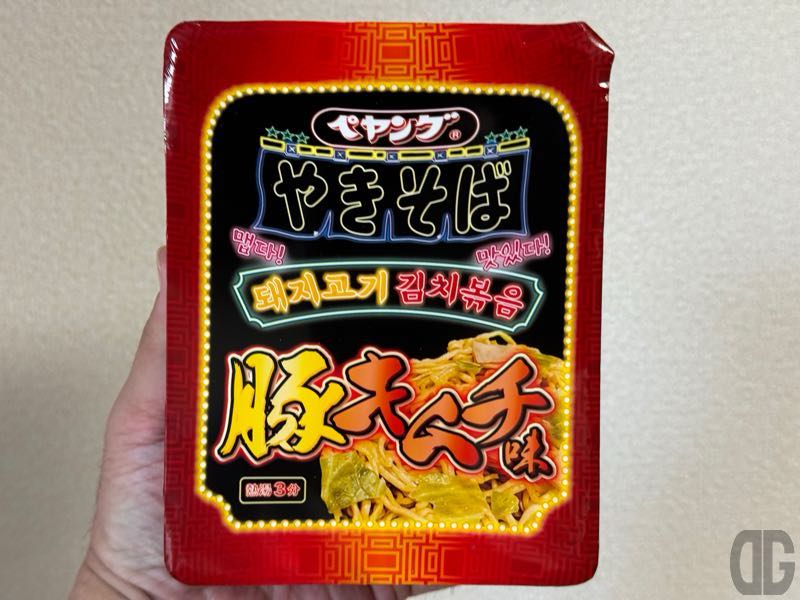 ペヤング®
やきそば
맵다!
맛있다!
돼지고기 김치볶음
豚キムチ味
熱湯3分
DG